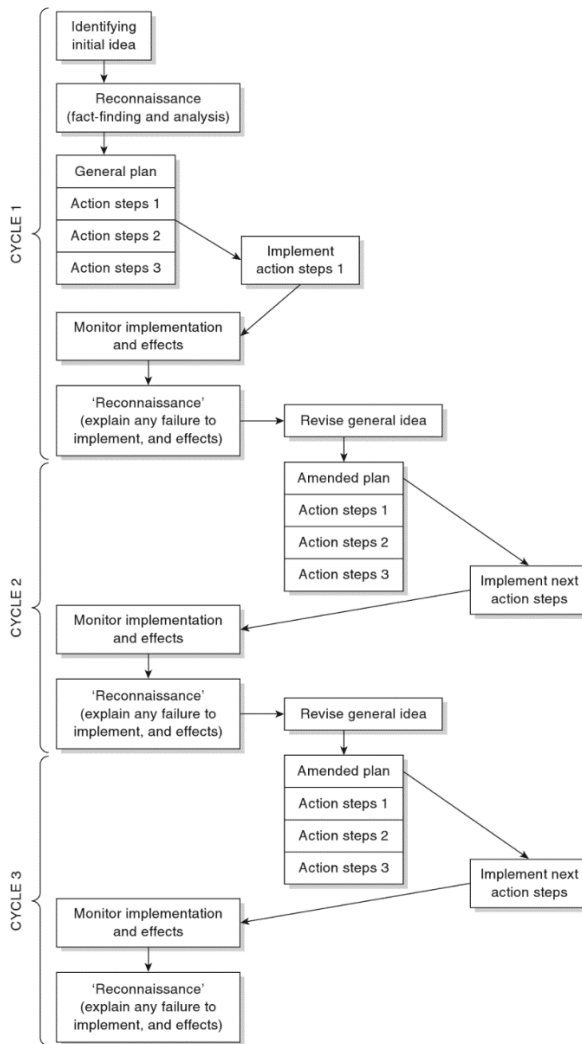 Identifying
initial idea
Reconnaissance
(fact-finding and analysis)
General plan
Action steps 1
Action steps 2
Action steps 3
CYCLE 1
Implement
action steps 1
Monitor implementation
and effects
‘Reconnaissance’
(explain any failure to
implement, and effects)
Revise general idea
Amended plan
Action steps 1
Action steps 2
Action steps 3
CYCLE 2
Implement next
action steps
Monitor implementation
and effects
‘Reconnaissance’
(explain any failure to
implement, and effects)
Revise general idea
Amended plan
Action steps 1
Action steps 2
Action steps 3
CYCLE 3
Implement next
action steps
Monitor implementation
and effects
‘Reconnaissance’
(explain any failure to
implement, and effects)